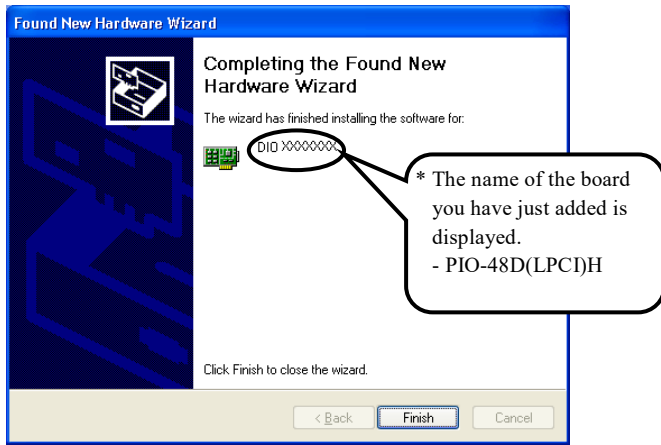 Found New Hardware Wizard
Completing the Found New
Hardware Wizard
The wizard has finished installing the software for:
DIO XXXXXXX
* The name of the board
you have just added is
displayed.
- PIO-48D(LPCI)H
Click Finish to close the wizard.
< Back
Finish
Cancel